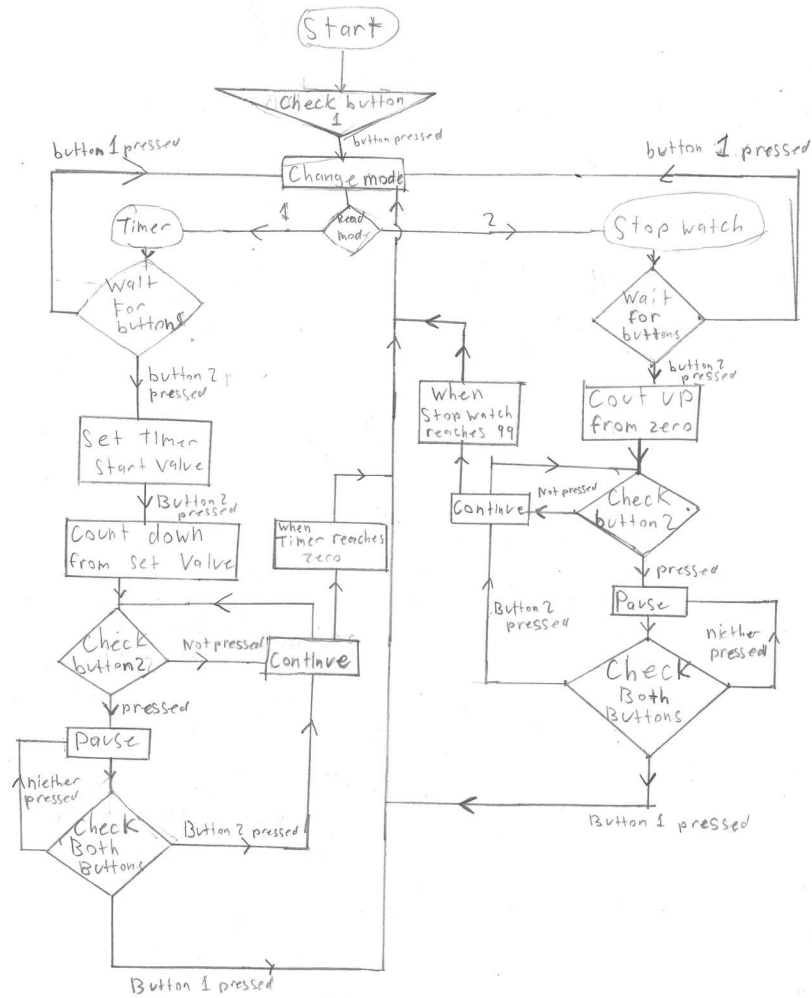 Start
Check button
1
button pressed
button 1 pressed
button 1 pressed
Change mode
1
Read
mode
2
Timer
Stop watch
Wait
For
buttons
Wait
for
buttons
button 2
pressed
button 2
pressed
When
Stop watch
reaches 99
Cout UP
from zero
Set TImer
Start Value
Button 2
pressed
Continue
Not pressed
Check
button 2
Count down
from set Value
When
Timer reaches
zero
pressed
Pause
Button 2
pressed
niether
pressed
Check
button 2
Not pressed
Continue
Check
Both
Buttons
pressed
Pause
niether
pressed
Check
Both
Buttons
Button 2 pressed
Button 1 pressed
Button 1 pressed